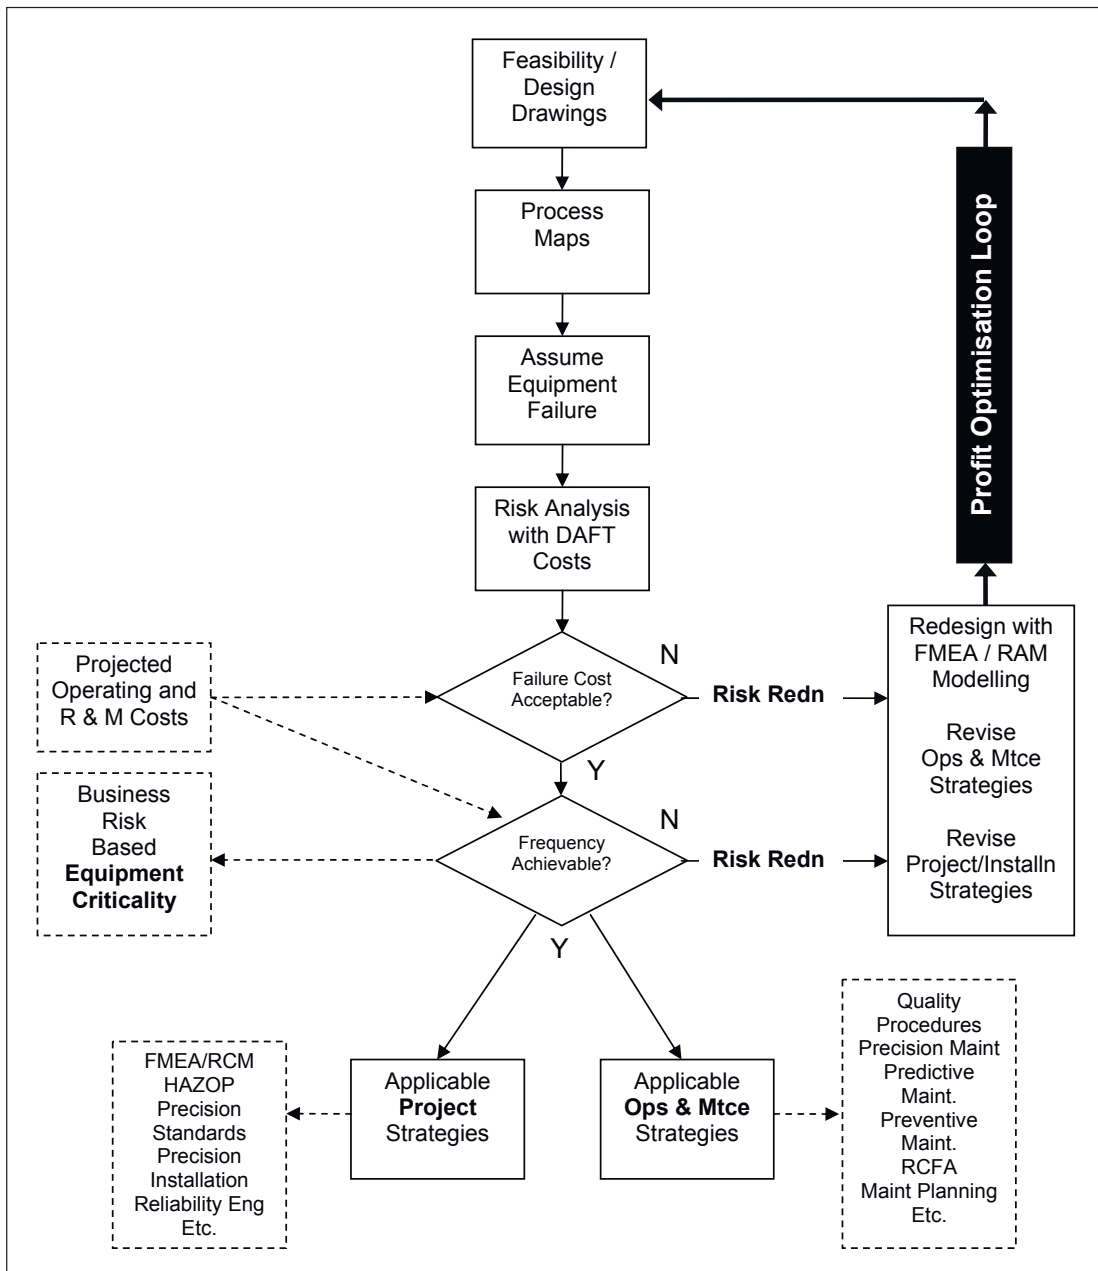 Feasibility /
Design
Drawings
Process
Maps
Assume
Equipment
Failure
Risk Analysis
with DAFT
Costs
Profit Optimisation Loop
Projected
Operating and
R & M Costs
Failure Cost
Acceptable?
N
Risk Redn
Y
Redesign with
FMEA / RAM
Modelling
Revise
Ops & Mtce
Strategies
Revise
Project/Installn
Strategies
Business
Risk
Based
Equipment
Criticality
Frequency
Achievable?
N
Risk Redn
Y
FMEA/RCM
HAZOP
Precision
Standards
Precision
Installation
Reliability Eng
Etc.
Applicable
Project
Strategies
Applicable
Ops & Mtce
Strategies
Quality
Procedures
Precision Maint
Predictive
Maint.
Preventive
Maint.
RCFA
Maint Planning
Etc.